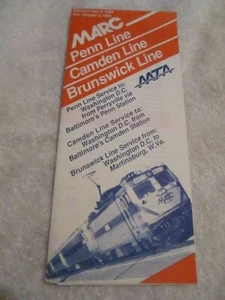 MARC
Penn Line
Camden Line
Brunswick Line
Penn Line Service to:
Washington D.C.
from Perryville via
Baltimore's Penn Station
Camden Line Service to:
Washington D.C. from
Baltimore's Camden Station
Brunswick Line Service from:
Washington D.C. to
Martinsburg, W.Va.